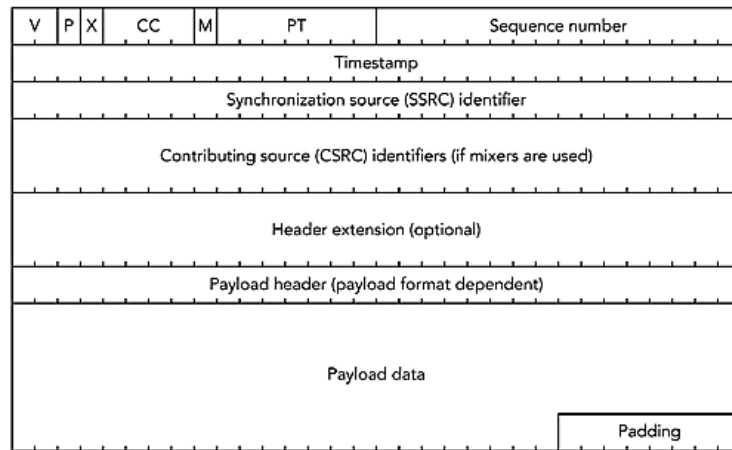 V P X CC M PT Sequence number
Timestamp
Synchronization source (SSRC) identifier
Contributing source (CSRC) identifiers (if mixers are used)
Header extension (optional)
Payload header (payload format dependent)
Payload data
Padding